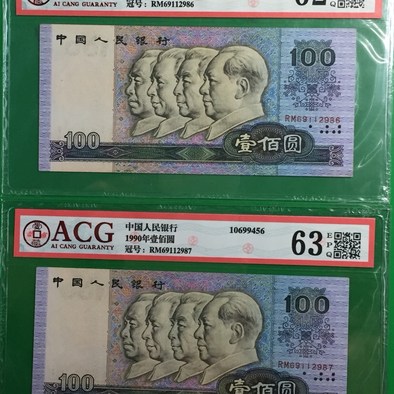 AI CANG GUARANTY
冠号: RM69112986
中国人民银行
100
RM69112986
100
壹佰圆
ACG
AI CANG GUARANTY
中国人民银行
1990年壹佰圆
冠号: RM69112987
10699456
63 EPQ
中国人民银行
100
RM69112987
100
壹佰圆